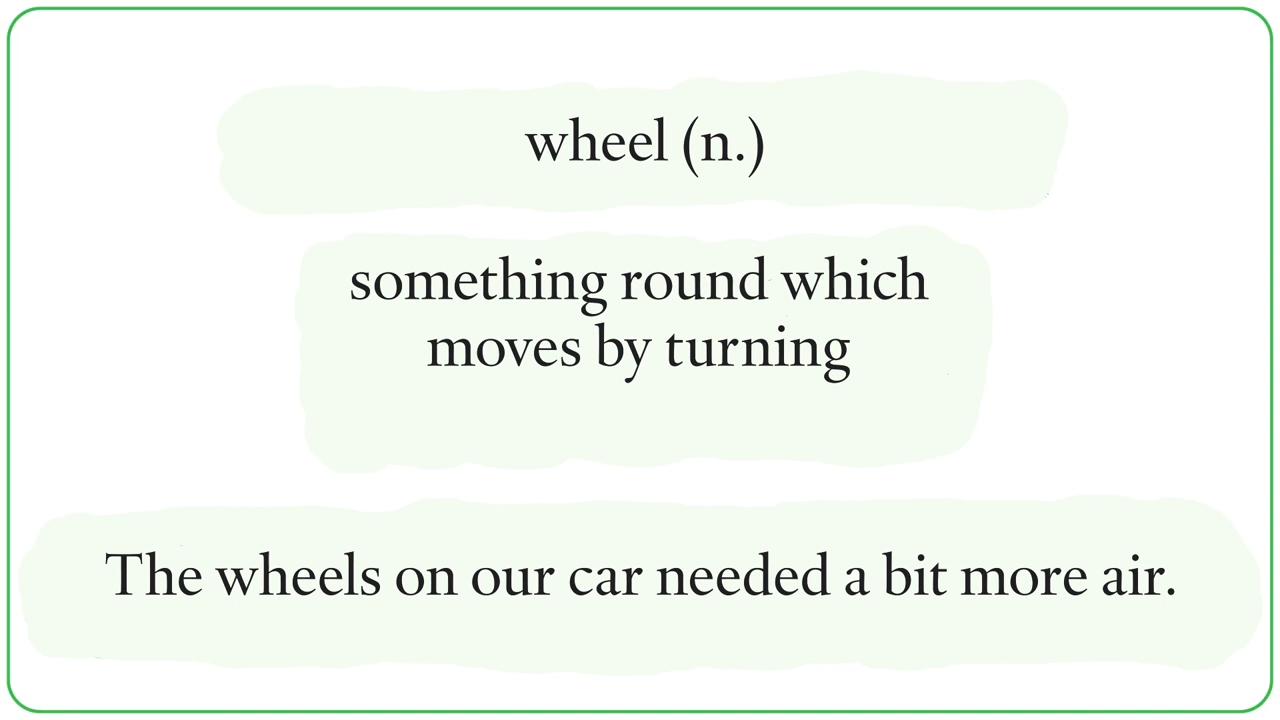 wheel (n.)
something round which
moves by turning
The wheels on our car needed a bit more air.